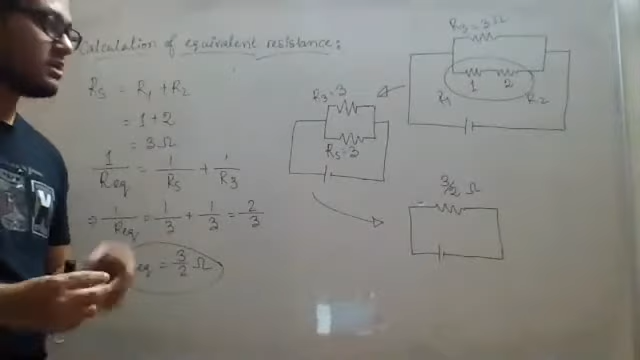 Calculation of equivalent resistance:
Rs = R1 + R2
= 1 + 2
= 3 Ω
1/Req = 1/Rs + 1/R3
⇒ 1/Req = 1/3 + 1/3 = 2/3
eq = 3/2 Ω
R3 = 3 Ω
1 2
R1 R2
R3 = 3
Rs = 3
3/2 Ω